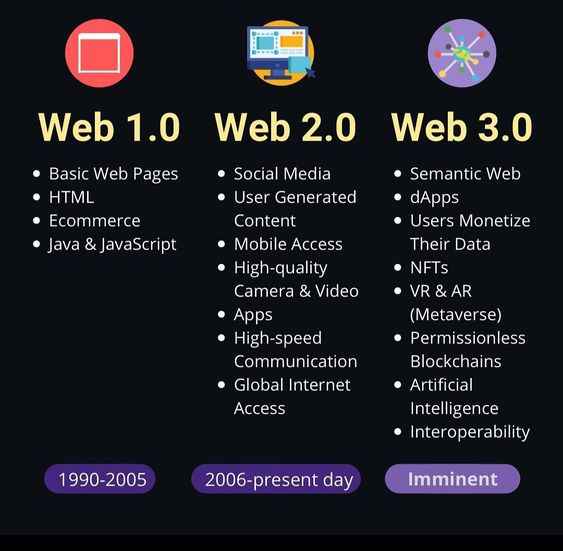 Web 1.0
• Basic Web Pages
• HTML
• Ecommerce
• Java & JavaScript
1990-2005
Web 2.0
• Social Media
• User Generated
Content
• Mobile Access
• High-quality
Camera & Video
• Apps
• High-speed
Communication
• Global Internet
Access
2006-present day
Web 3.0
• Semantic Web
• dApps
• Users Monetize
Their Data
• NFTs
• VR & AR
(Metaverse)
• Permissionless
Blockchains
• Artificial
Intelligence
• Interoperability
Imminent